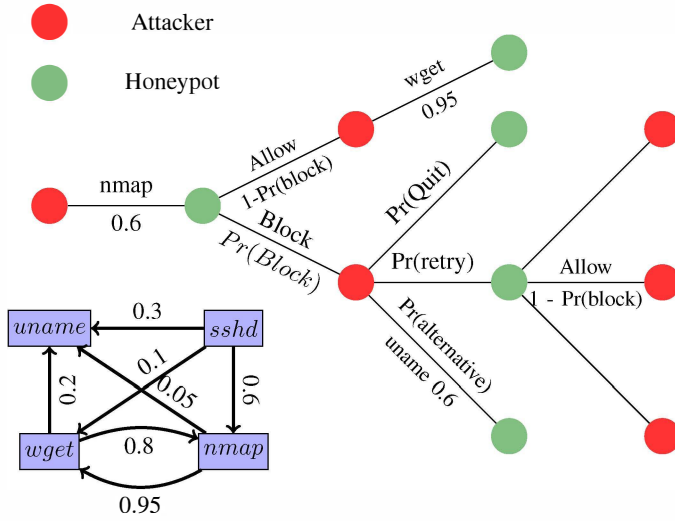 Attacker
Honeypot
wget
0.95
Allow
1-Pr(block)
nmap
0.6
Block
Pr(Block)
Pr(Quit)
Pr(retry)
Allow
1 - Pr(block)
Pr(alternative)
uname 0.6
uname
0.3
sshd
0.1
0.05
0.2
0.6
wget
0.8
nmap
0.95